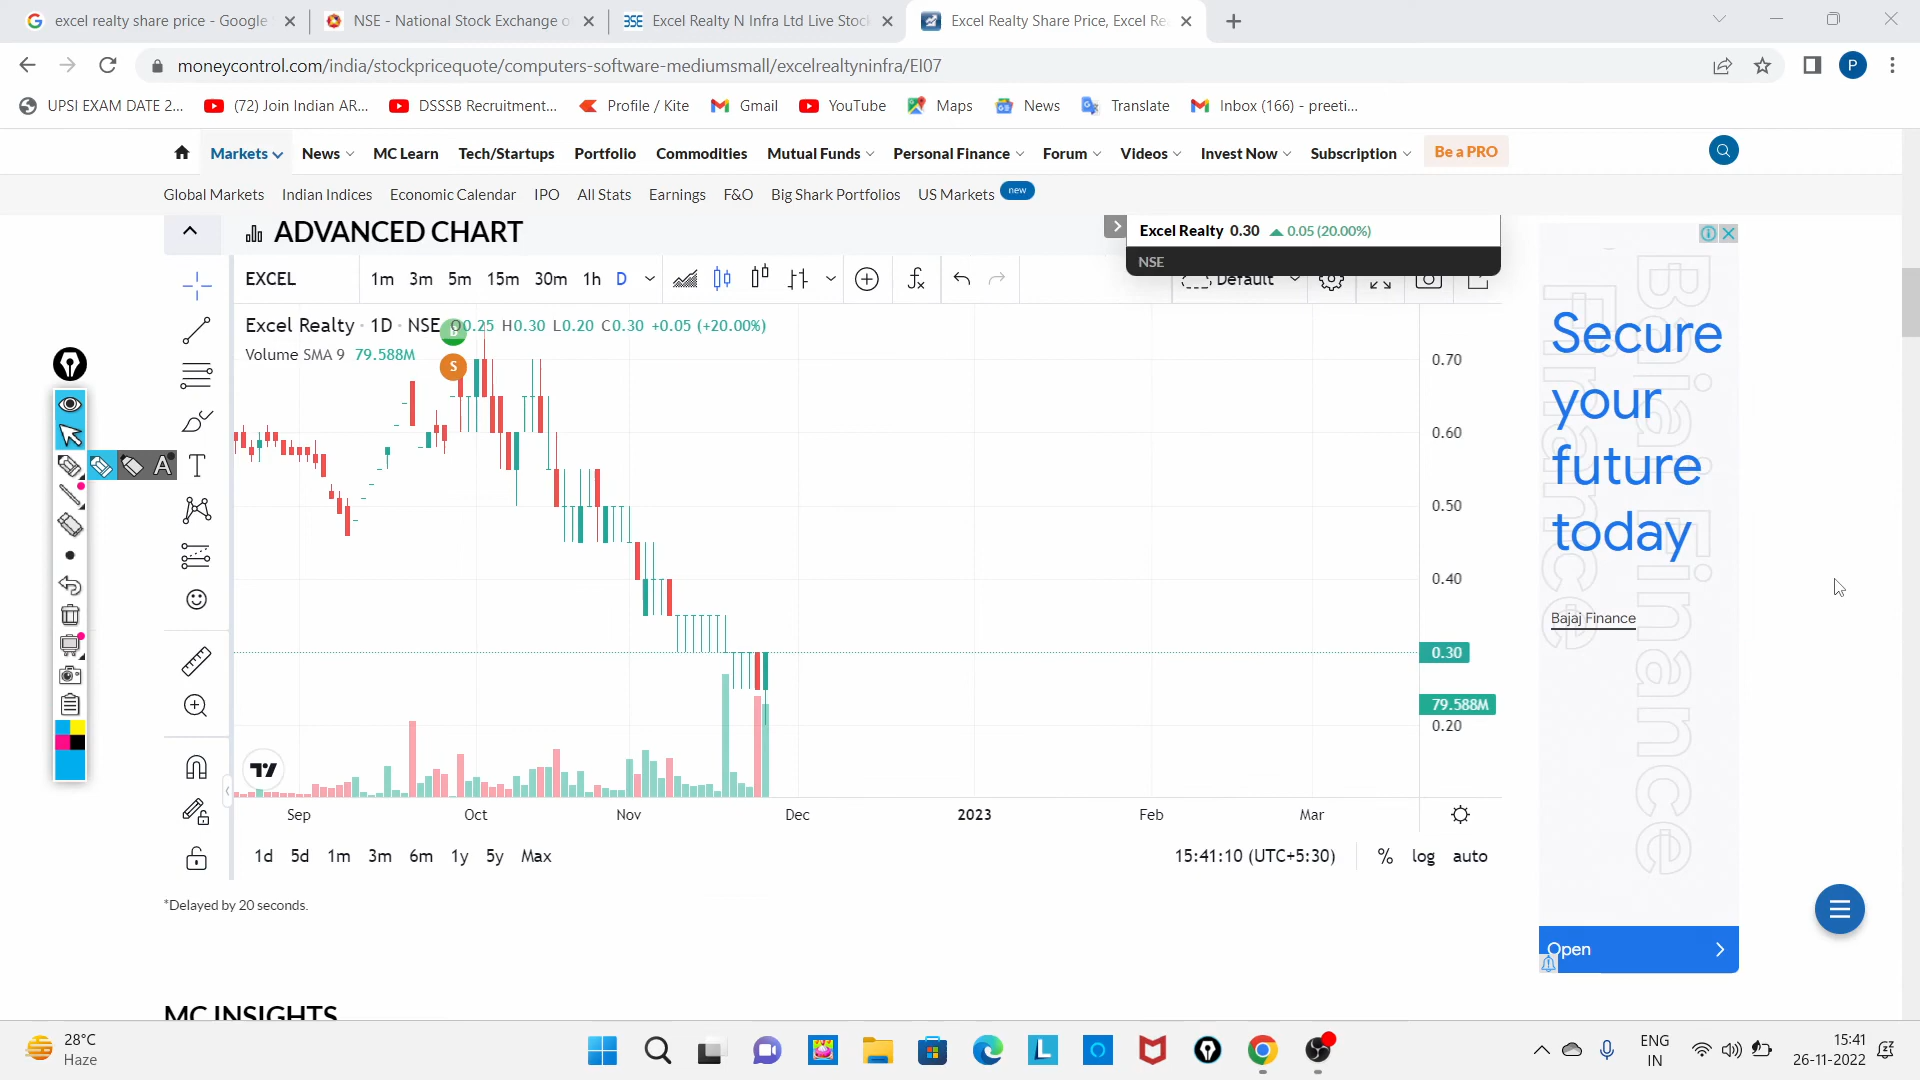 excel realty share price - Google
NSE - National Stock Exchange o
BSE Excel Realty N Infra Ltd Live Stock
Excel Realty Share Price, Excel Re
moneycontrol.com/india/stockpricequote/computers-software-mediumsmall/excelrealtyninfra/EI07
P
UPSI EXAM DATE 2...
(72) Join Indian AR...
DSSSB Recruitment...
Profile / Kite
Gmail
YouTube
Maps
News
Translate
Inbox (166) - preeti...
Markets
News
MC Learn
Tech/Startups
Portfolio
Commodities
Mutual Funds
Personal Finance
Forum
Videos
Invest Now
Subscription
Be a PRO
Global Markets
Indian Indices
Economic Calendar
IPO
All Stats
Earnings
F&O
Big Shark Portfolios
US Markets
new
ADVANCED CHART
Excel Realty 0.30 0.05 (20.00%)
NSE
EXCEL
1m 3m 5m 15m 30m 1h D
Default
Excel Realty · 1D · NSE O0.25 H0.30 L0.20 C0.30 +0.05 (+20.00%)
Volume SMA 9 79.588M
S
A
T
0.70
0.60
0.50
0.40
0.30
79.588M
0.20
Sep Oct Nov Dec 2023 Feb Mar
1d 5d 1m 3m 6m 1y 5y Max
15:41:10 (UTC+5:30)
% log auto
*Delayed by 20 seconds.
MC INSIGHTS
Bajaj Finance
Bajaj Finance
Secure
your
future
today
Bajaj Finance
Open
28°C
Haze
ENG
IN
15:41
26-11-2022